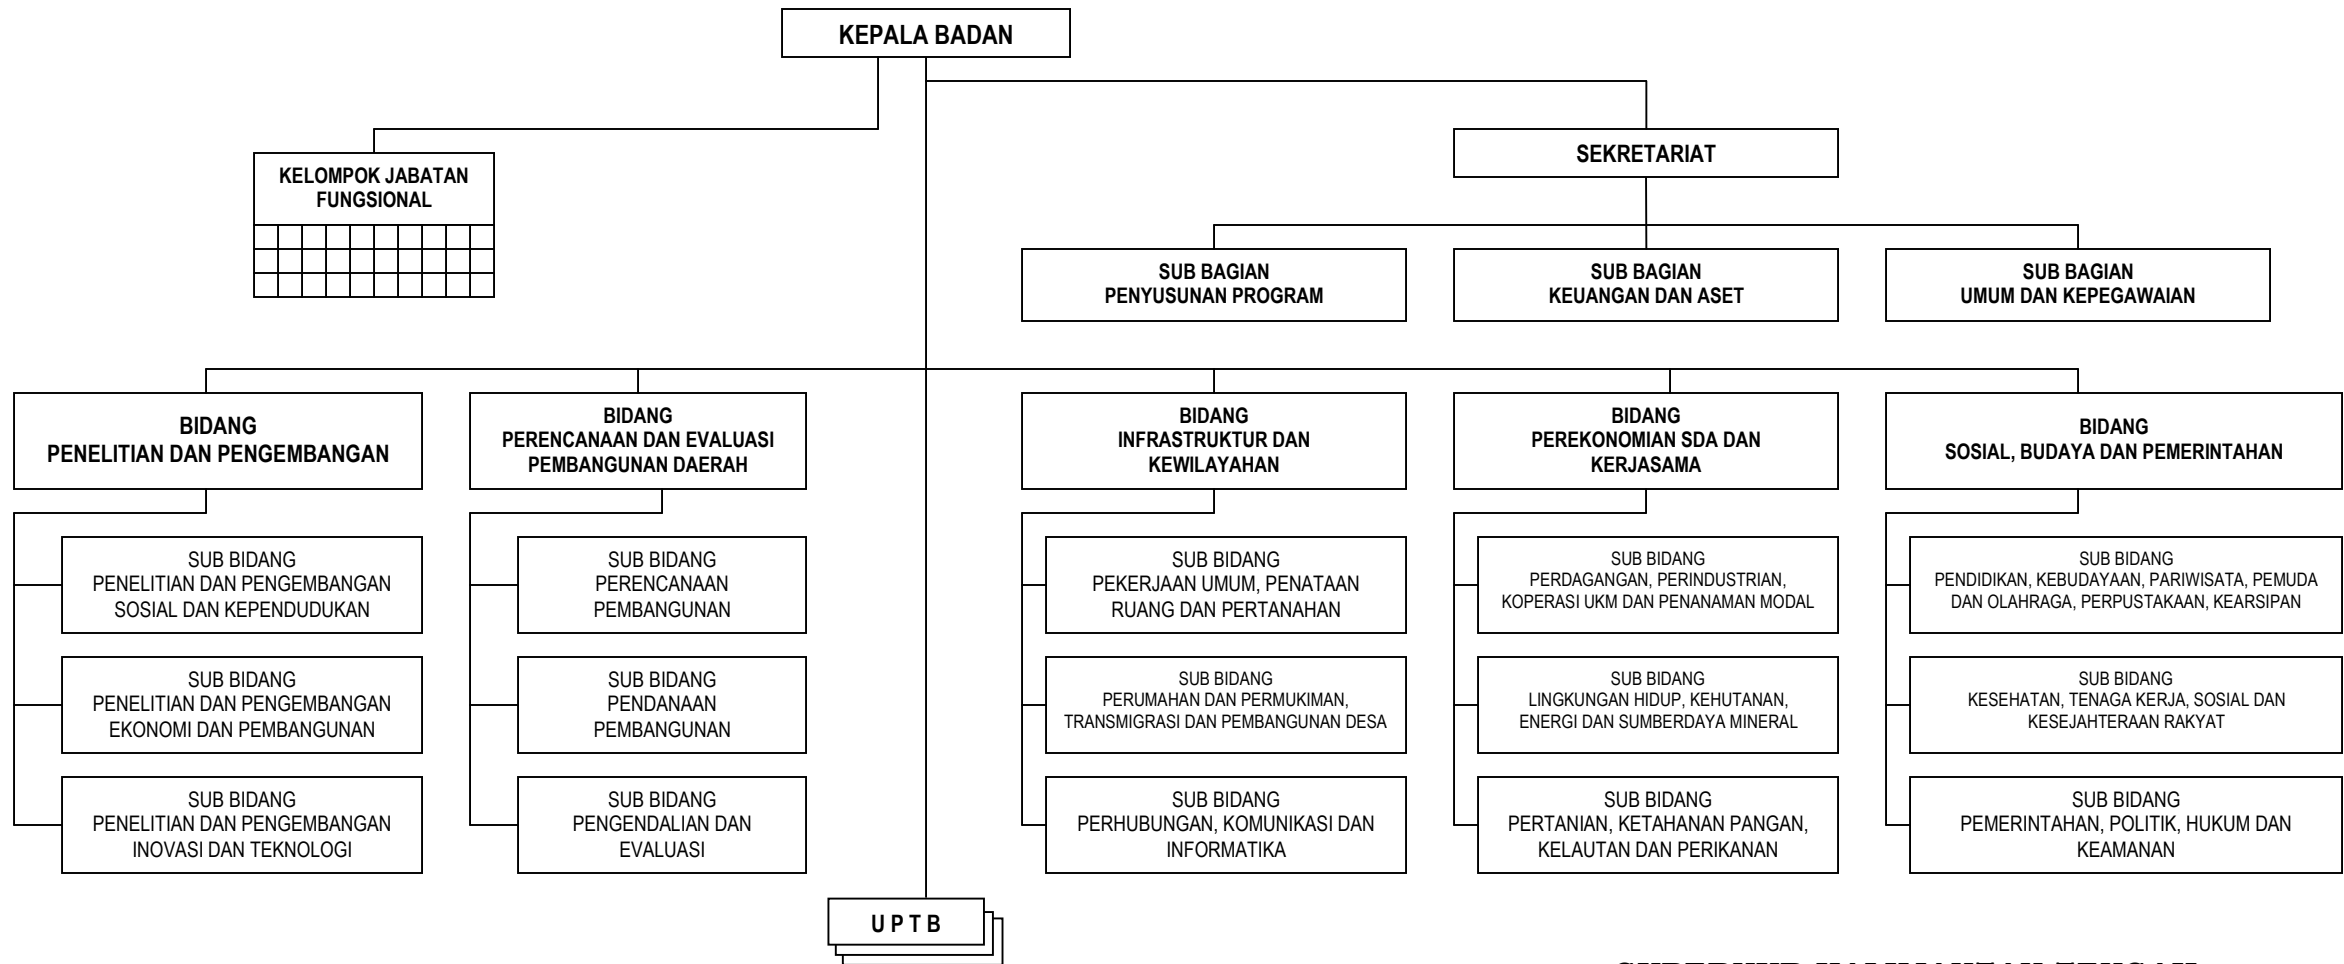 KEPALA BADAN
KELOMPOK JABATAN
FUNGSIONAL
SEKRETARIAT
SUB BAGIAN
PENYUSUNAN PROGRAM
SUB BAGIAN
KEUANGAN DAN ASET
SUB BAGIAN
UMUM DAN KEPEGAWAIAN
BIDANG
PENELITIAN DAN PENGEMBANGAN
BIDANG
PERENCANAAN DAN EVALUASI
PEMBANGUNAN DAERAH
BIDANG
INFRASTRUKTUR DAN
KEWILAYAHAN
BIDANG
PEREKONOMIAN SDA DAN
KERJASAMA
BIDANG
SOSIAL, BUDAYA DAN PEMERINTAHAN
SUB BIDANG
PENELITIAN DAN PENGEMBANGAN
SOSIAL DAN KEPENDUDUKAN
SUB BIDANG
PERENCANAAN
PEMBANGUNAN
SUB BIDANG
PEKERJAAN UMUM, PENATAAN
RUANG DAN PERTANAHAN
SUB BIDANG
PERDAGANGAN, PERINDUSTRIAN,
KOPERASI UKM DAN PENANAMAN MODAL
SUB BIDANG
PENDIDIKAN, KEBUDAYAAN, PARIWISATA, PEMUDA
DAN OLAHRAGA, PERPUSTAKAAN, KEARSIPAN
SUB BIDANG
PENELITIAN DAN PENGEMBANGAN
EKONOMI DAN PEMBANGUNAN
SUB BIDANG
PENDANAAN
PEMBANGUNAN
SUB BIDANG
PERUMAHAN DAN PERMUKIMAN,
TRANSMIGRASI DAN PEMBANGUNAN DESA
SUB BIDANG
LINGKUNGAN HIDUP, KEHUTANAN,
ENERGI DAN SUMBERDAYA MINERAL
SUB BIDANG
KESEHATAN, TENAGA KERJA, SOSIAL DAN
KESEJAHTERAAN RAKYAT
SUB BIDANG
PENELITIAN DAN PENGEMBANGAN
INOVASI DAN TEKNOLOGI
SUB BIDANG
PENGENDALIAN DAN
EVALUASI
SUB BIDANG
PERHUBUNGAN, KOMUNIKASI DAN
INFORMATIKA
SUB BIDANG
PERTANIAN, KETAHANAN PANGAN,
KELAUTAN DAN PERIKANAN
SUB BIDANG
PEMERINTAHAN, POLITIK, HUKUM DAN
KEAMANAN
U P T B